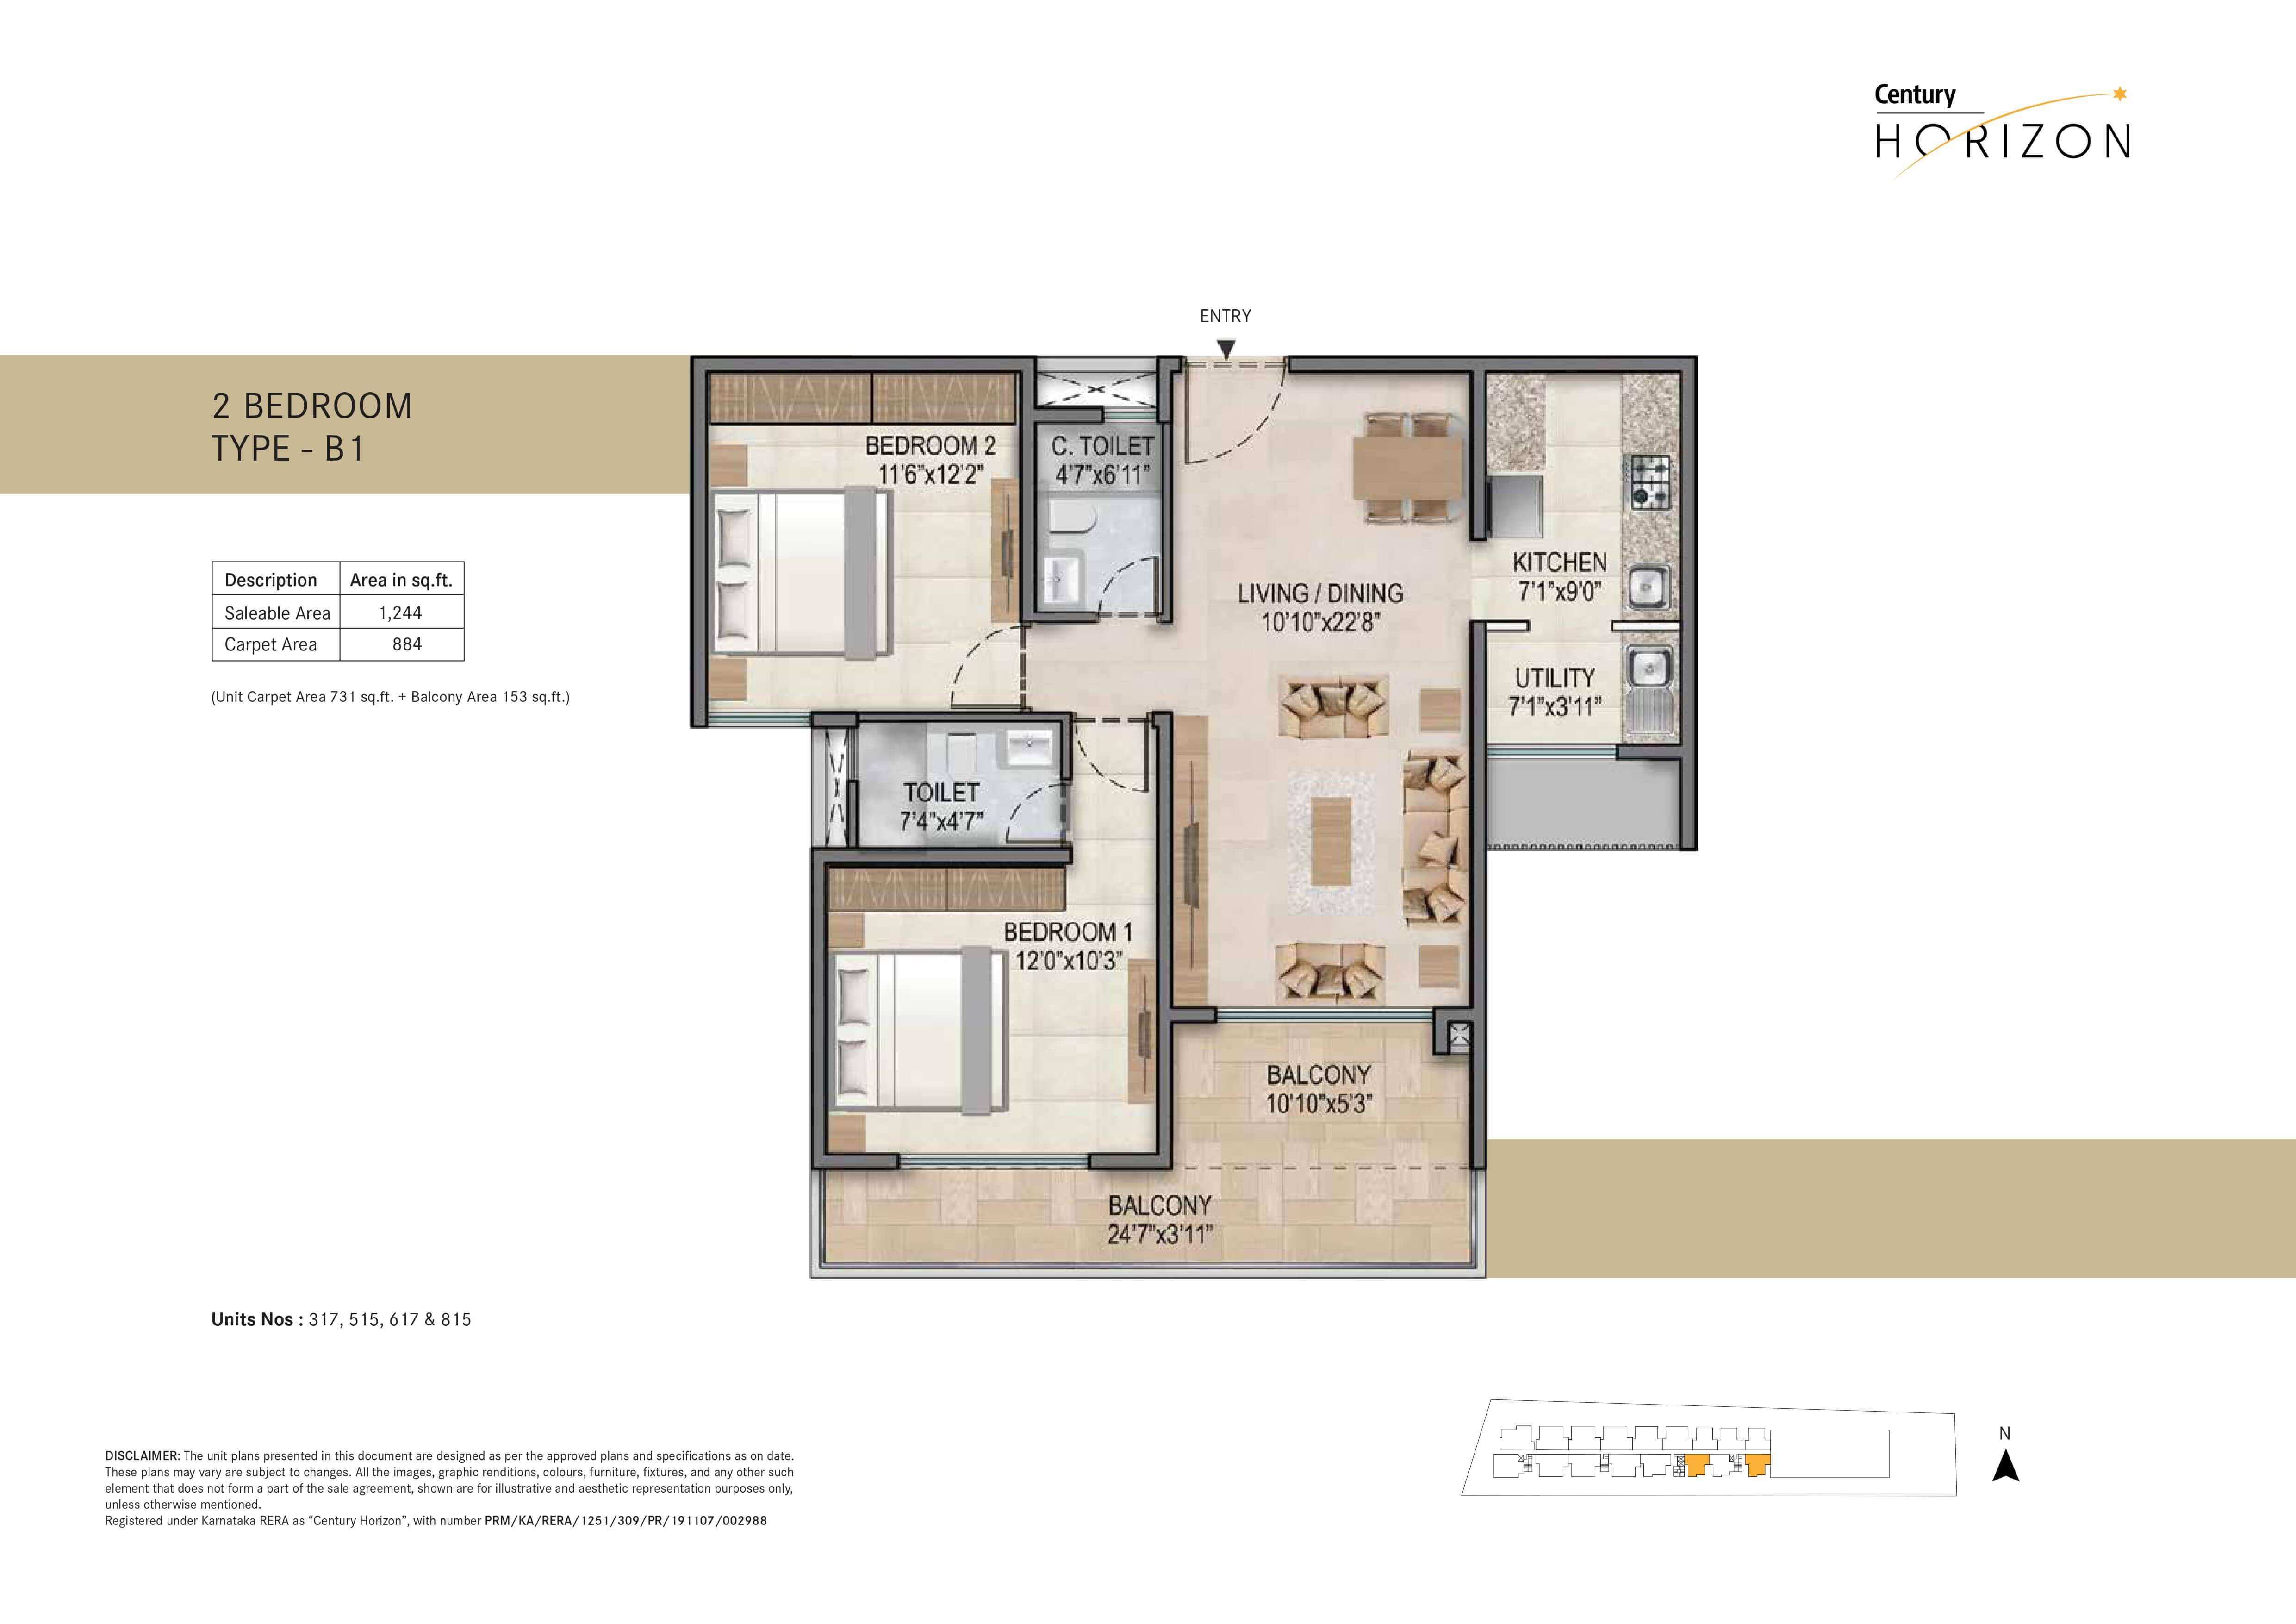 Century
HORIZON
ENTRY
2 BEDROOM
TYPE - B1
Description Area in sq.ft.
Saleable Area 1,244
Carpet Area 884
(Unit Carpet Area 731 sq.ft. + Balcony Area 153 sq.ft.)
BEDROOM 2
11'6"x12'2"
C. TOILET
4'7"x6'11"
LIVING / DINING
10'10"x22'8"
KITCHEN
7'1"x9'0"
UTILITY
7'1"x3'11"
TOILET
7'4"x4'7"
BEDROOM 1
12'0"x10'3"
BALCONY
10'10"x5'3"
BALCONY
24'7"x3'11"
Units Nos : 317, 515, 617 & 815
N
DISCLAIMER: The unit plans presented in this document are designed as per the approved plans and specifications as on date.
These plans may vary are subject to changes. All the images, graphic renditions, colours, furniture, fixtures, and any other such
element that does not form a part of the sale agreement, shown are for illustrative and aesthetic representation purposes only,
unless otherwise mentioned.
Registered under Karnataka RERA as “Century Horizon”, with number PRM/KA/RERA/1251/309/PR/191107/002988